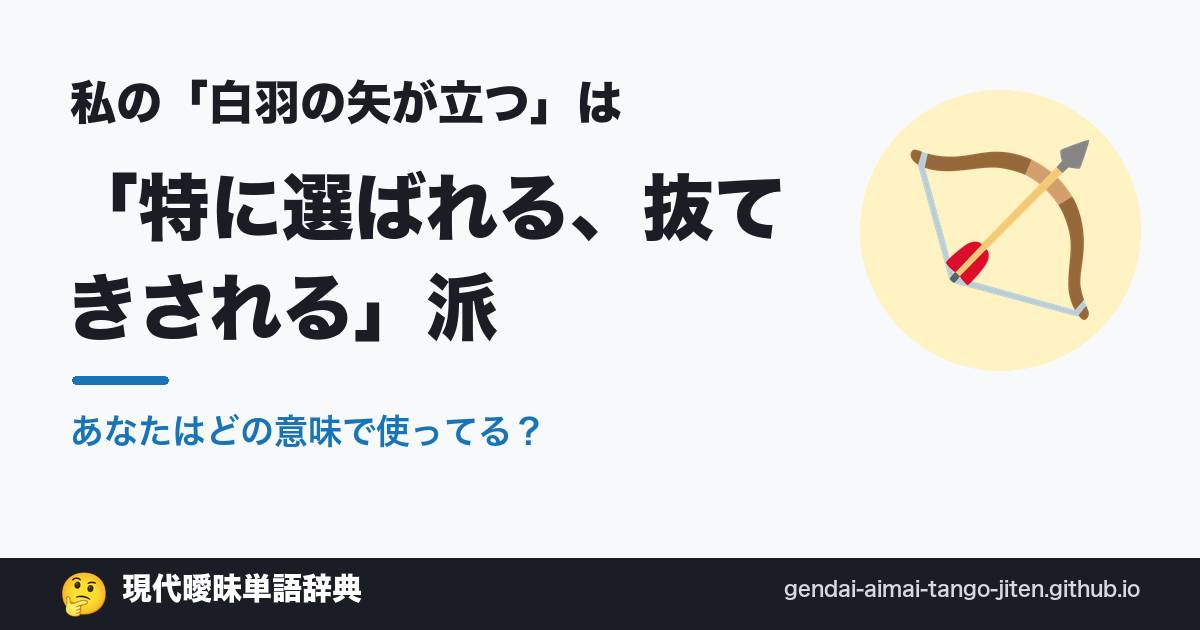 私の「白羽の矢が立つ」は
「特に選ばれる、抜て
きされる」派
あなたはどの意味で使ってる？
現代曖昧単語辞典
gendai-aimai-tango-jiten.github.io